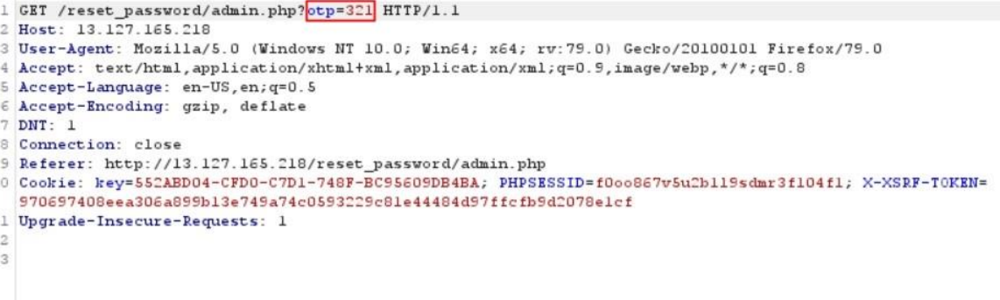 1 GET /reset_password/admin.php?otp=321 HTTP/1.1
2 Host: 13.127.165.218
3 User-Agent: Mozilla/5.0 (Windows NT 10.0; Win64; x64; rv:79.0) Gecko/20100101 Firefox/79.0
4 Accept: text/html,application/xhtml+xml,application/xml;q=0.9,image/webp,*/*;q=0.8
5 Accept-Language: en-US,en;q=0.5
6 Accept-Encoding: gzip, deflate
7 DNT: 1
8 Connection: close
9 Referer: http://13.127.165.218/reset_password/admin.php
0 Cookie: key=552ABD04-CFD0-C7D1-748F-BC95609DB4BA; PHPSESSID=f0oo867v5u2b1l9sdmr3f104f1; X-XSRF-TOKEN=
970697408eea306a899b13e749a74c0593229c81e44484d97ffcfb9d2078e1cf
1 Upgrade-Insecure-Requests: 1
2
3